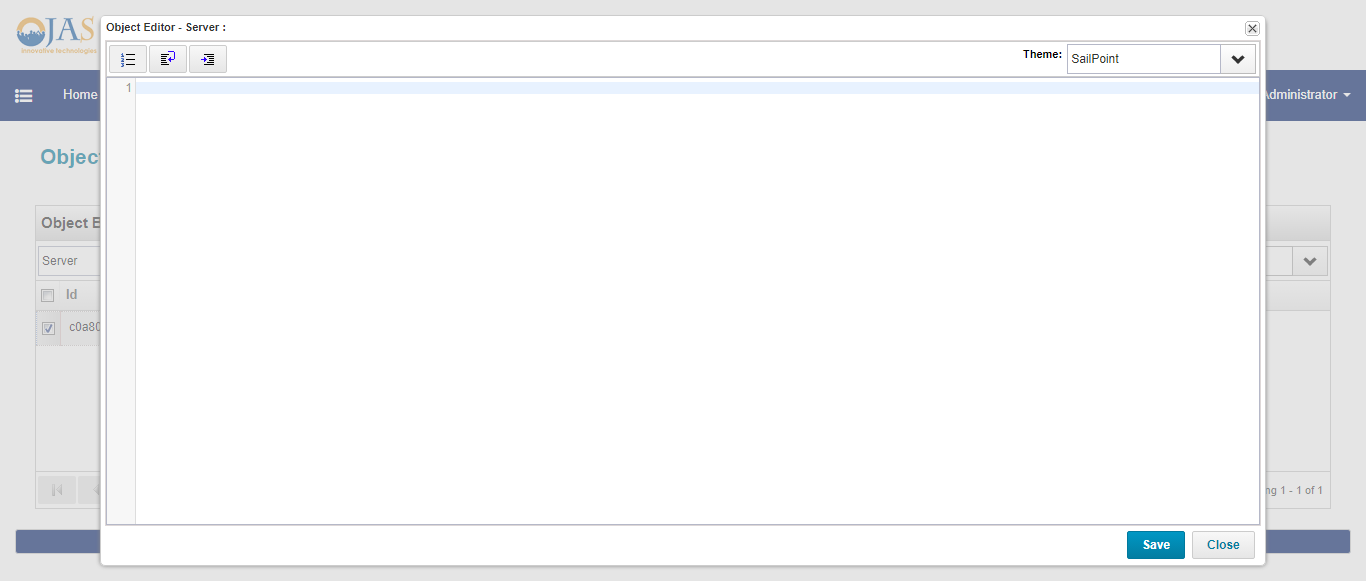 OJAS
innovative technologies
Object Editor - Server :
Theme:
SailPoint
Home
Administrator
1
Objec
Object E
Server
Id
c0a80
ng 1 - 1 of 1
Save
Close